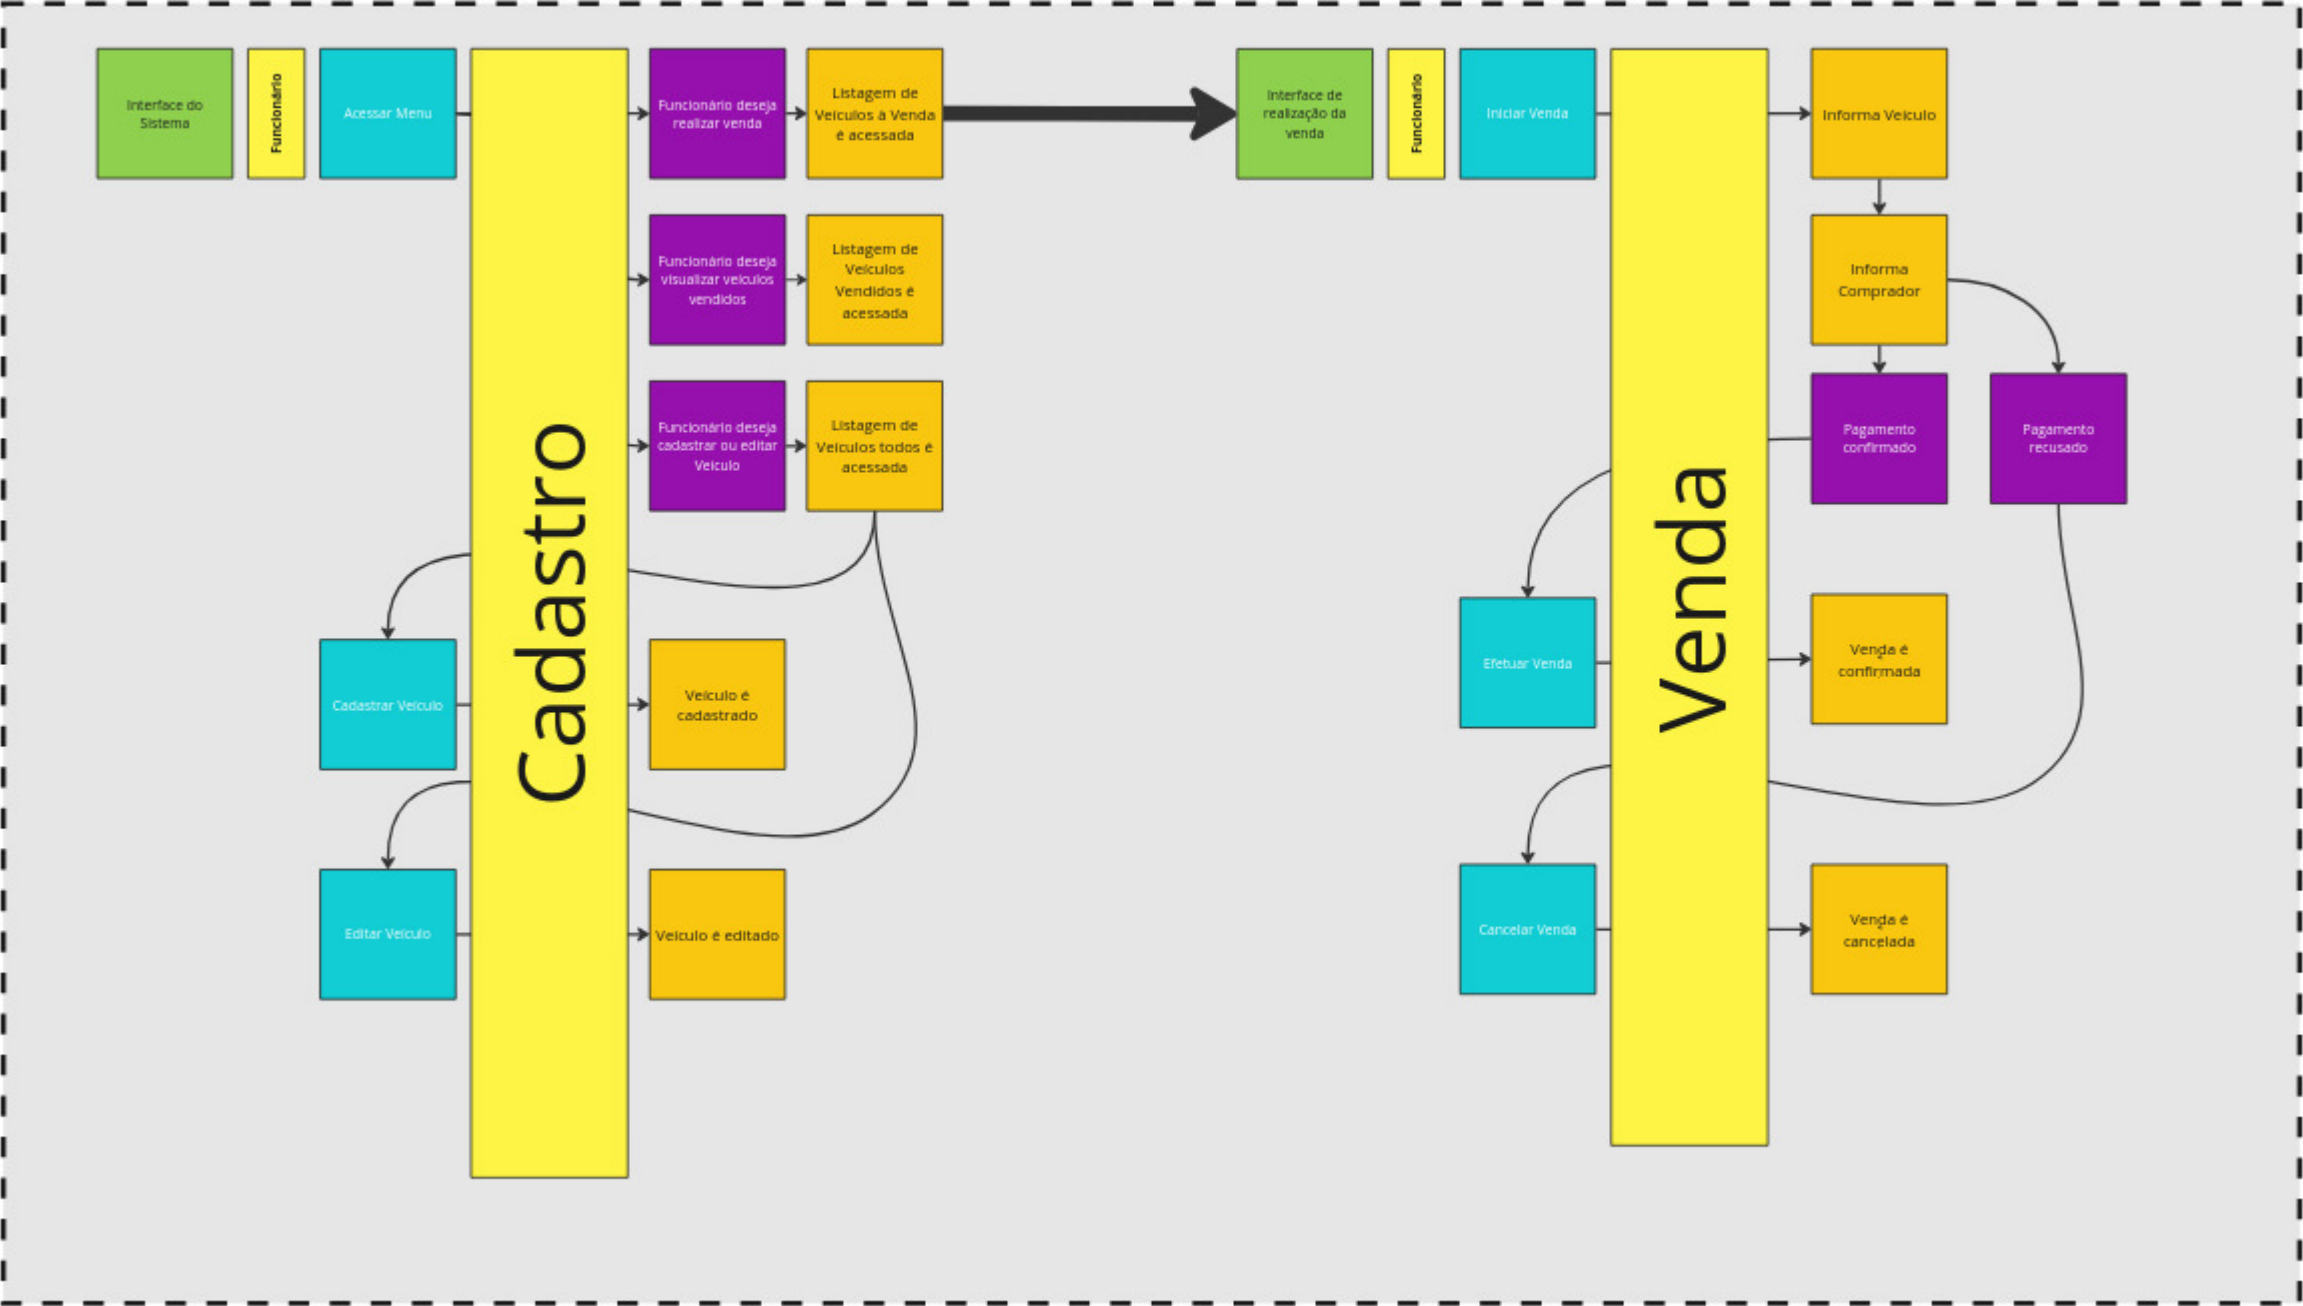 Interface do
Sistema
Funcionário
Acessar Menu
Cadastro
Funcionário deseja
realizar venda
Listagem de
Veículos à Venda
é acessada
Funcionário deseja
visualizar veículos
vendidos
Listagem de
Veículos
Vendidos é
acessada
Funcionário deseja
cadastrar ou editar
Veículo
Listagem de
Veículos todos é
acessada
Cadastrar Veículo
Veículo é
cadastrado
Editar Veículo
Veículo é editado
Interface de
realização da
venda
Funcionário
Iniciar Venda
Venda
Informa Veículo
Informa
Comprador
Pagamento
confirmado
Pagamento
recusado
Efetuar Venda
Venda é
confirmada
Cancelar Venda
Venda é
cancelada